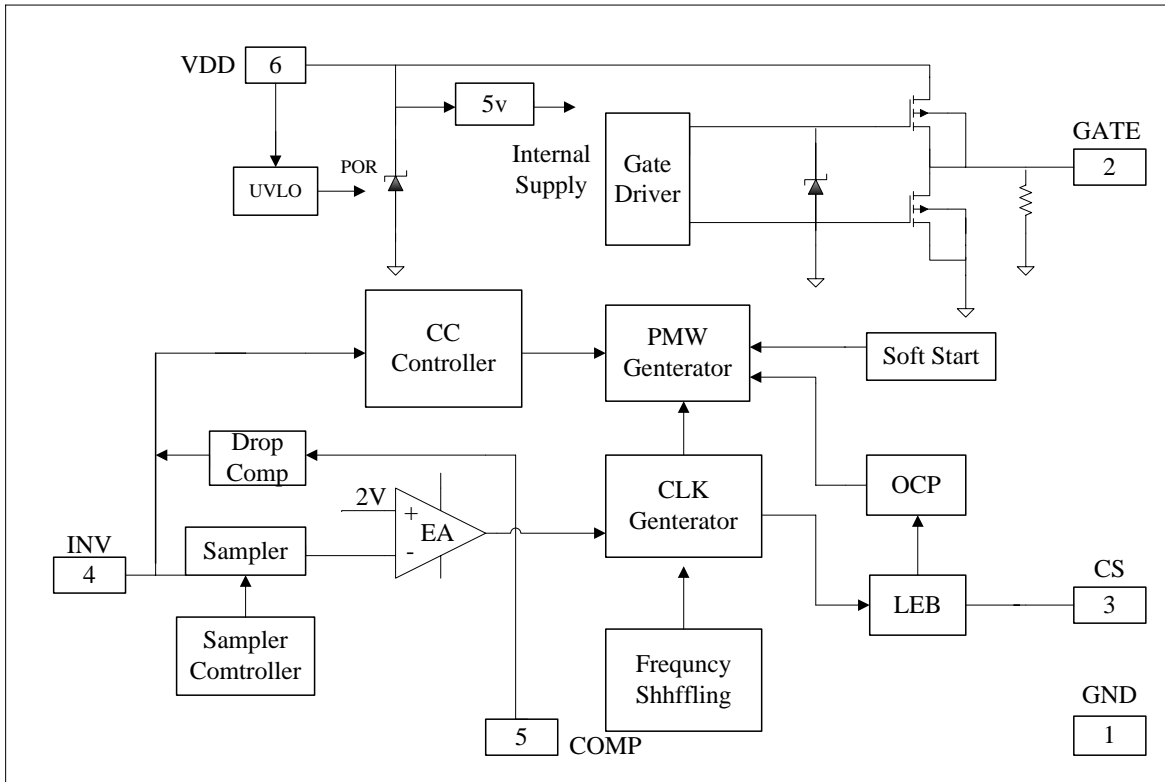 VDD
6
5v
POR
UVLO
Internal
Supply
Gate
Driver
GATE
2
CC
Controller
PMW
Genterator
Soft Start
Drop
Comp
2V
+
EA
-
CLK
Genterator
OCP
INV
4
Sampler
LEB
CS
3
Sampler
Comtroller
Frequncy
Shhffling
5
COMP
GND
1